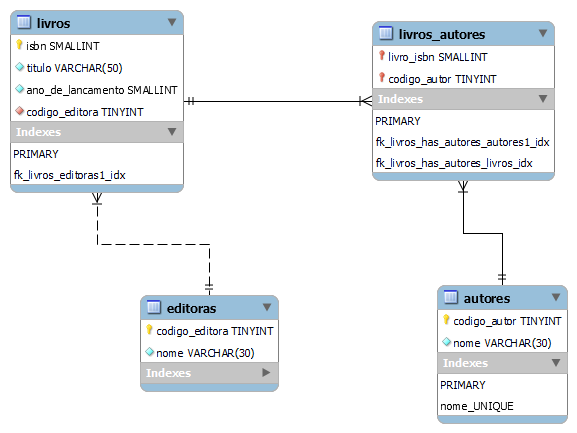 livros
isbn SMALLINT
titulo VARCHAR(50)
ano_de_lancamento SMALLINT
codigo_editora TINYINT
Indexes
PRIMARY
fk_livros_editoras1_idx
livros_autores
livro_isbn SMALLINT
codigo_autor TINYINT
Indexes
PRIMARY
fk_livros_has_autores_autores1_idx
fk_livros_has_autores_livros_idx
editoras
codigo_editora TINYINT
nome VARCHAR(30)
Indexes
autores
codigo_autor TINYINT
nome VARCHAR(30)
Indexes
PRIMARY
nome_UNIQUE